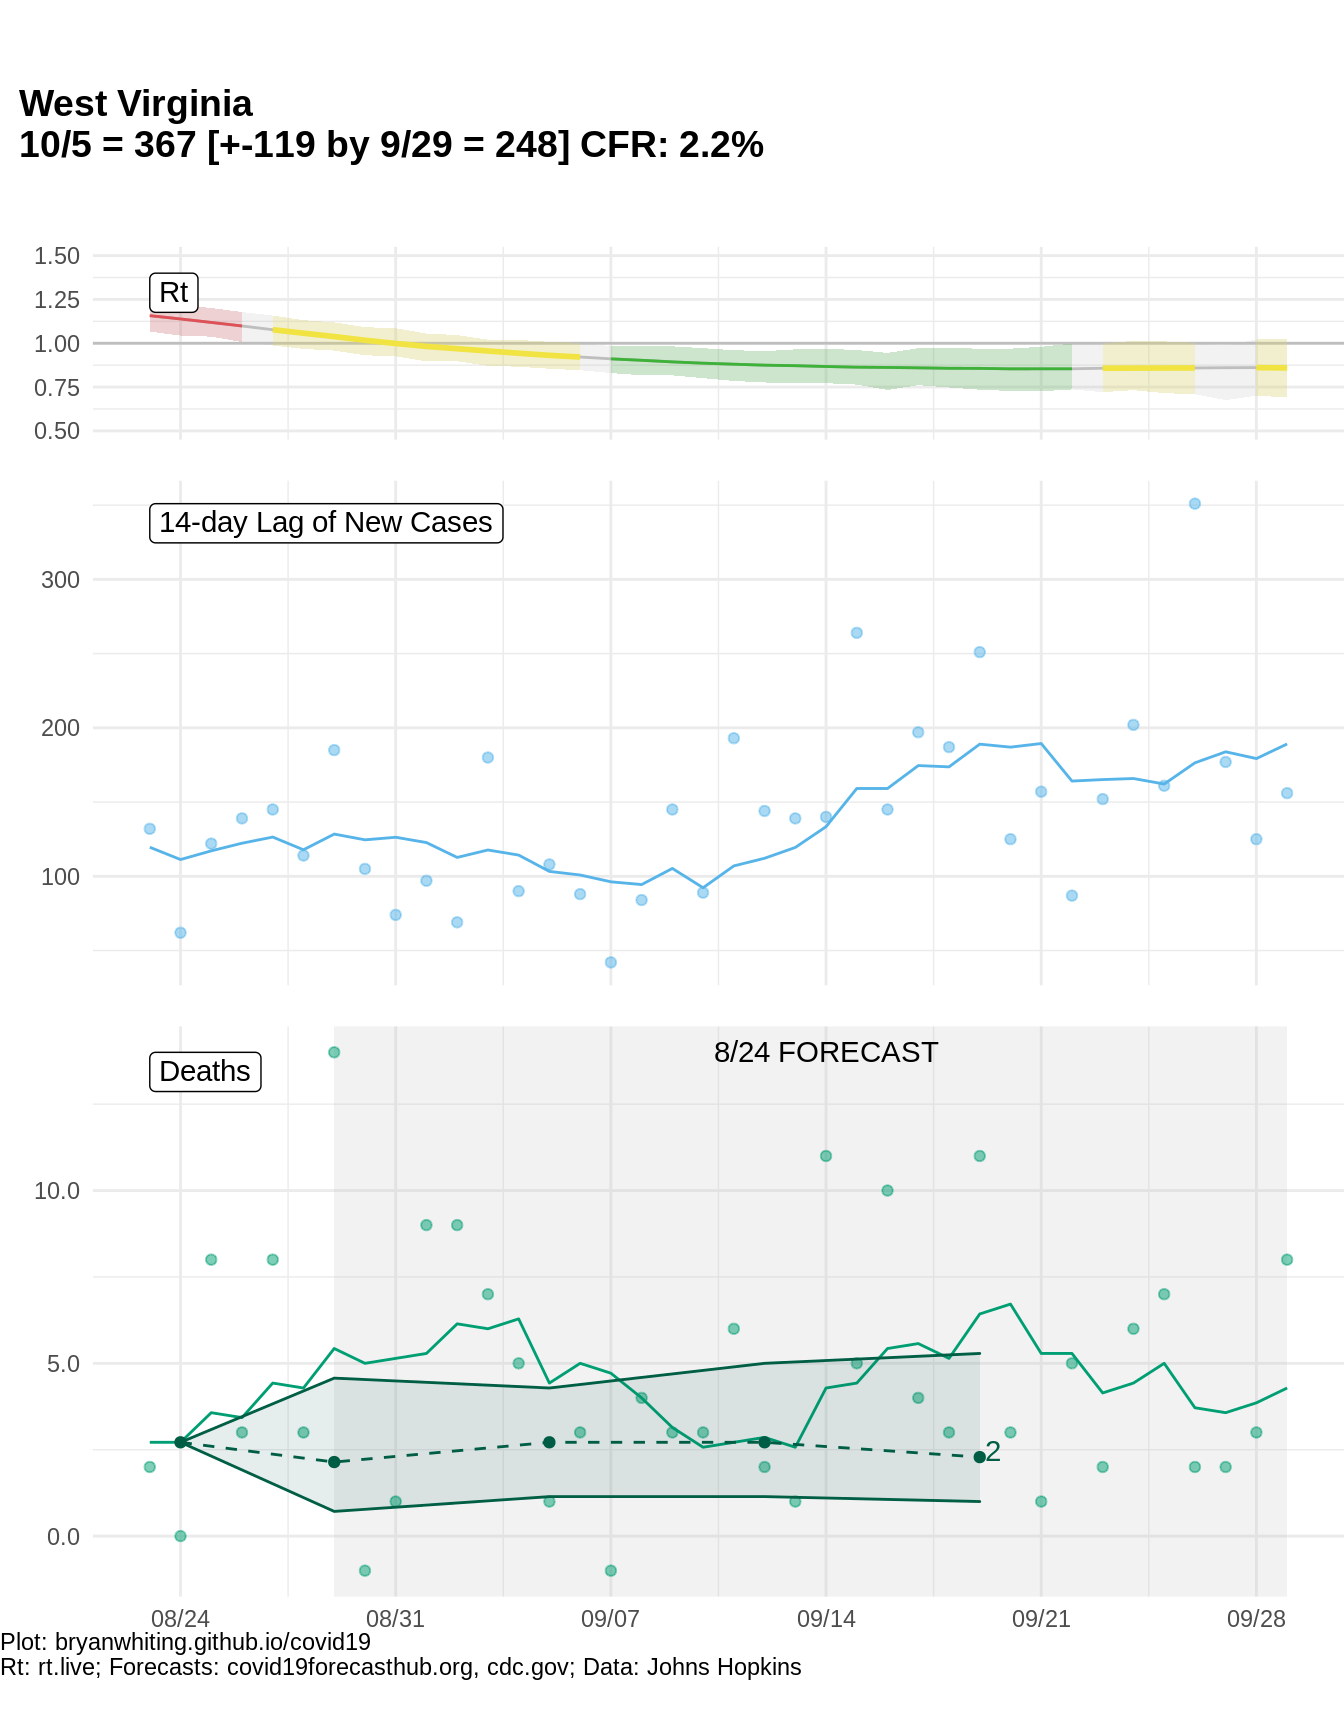 West Virginia
10/5 = 367 [+-119 by 9/29 = 248] CFR: 2.2%
1.50
1.25
1.00
0.75
0.50
Rt
14-day Lag of New Cases
300
200
100
Deaths
8/24 FORECAST
10.0
5.0
0.0
2
08/24 08/31 09/07 09/14 09/21 09/28
Plot: bryanwhiting.github.io/covid19
Rt: rt.live; Forecasts: covid19forecasthub.org, cdc.gov; Data: Johns Hopkins